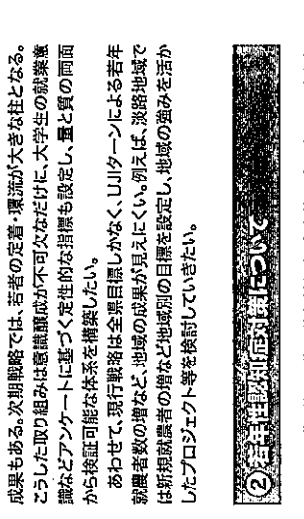 成果もある。次期戦略では、若者の定着・環流が大きな柱となる。
こうした取り組みは意識醸成が不可欠なだけに、大学生の就業意
識などアンケートに基づく定性的な指標も設定し、量と質の両面
から検証可能な体系を構築したい。
あわせて、現行戦略は全県目標しかなく、UJIターンによる若年
就農者数の増など、地域の成果が見えにくい。例えば、淡路地域で
は新規就農者の増など地域別の目標を設定し、地域の強みを活か
したプロジェクト等を検討していきたい。
② 若年性認知症対策について